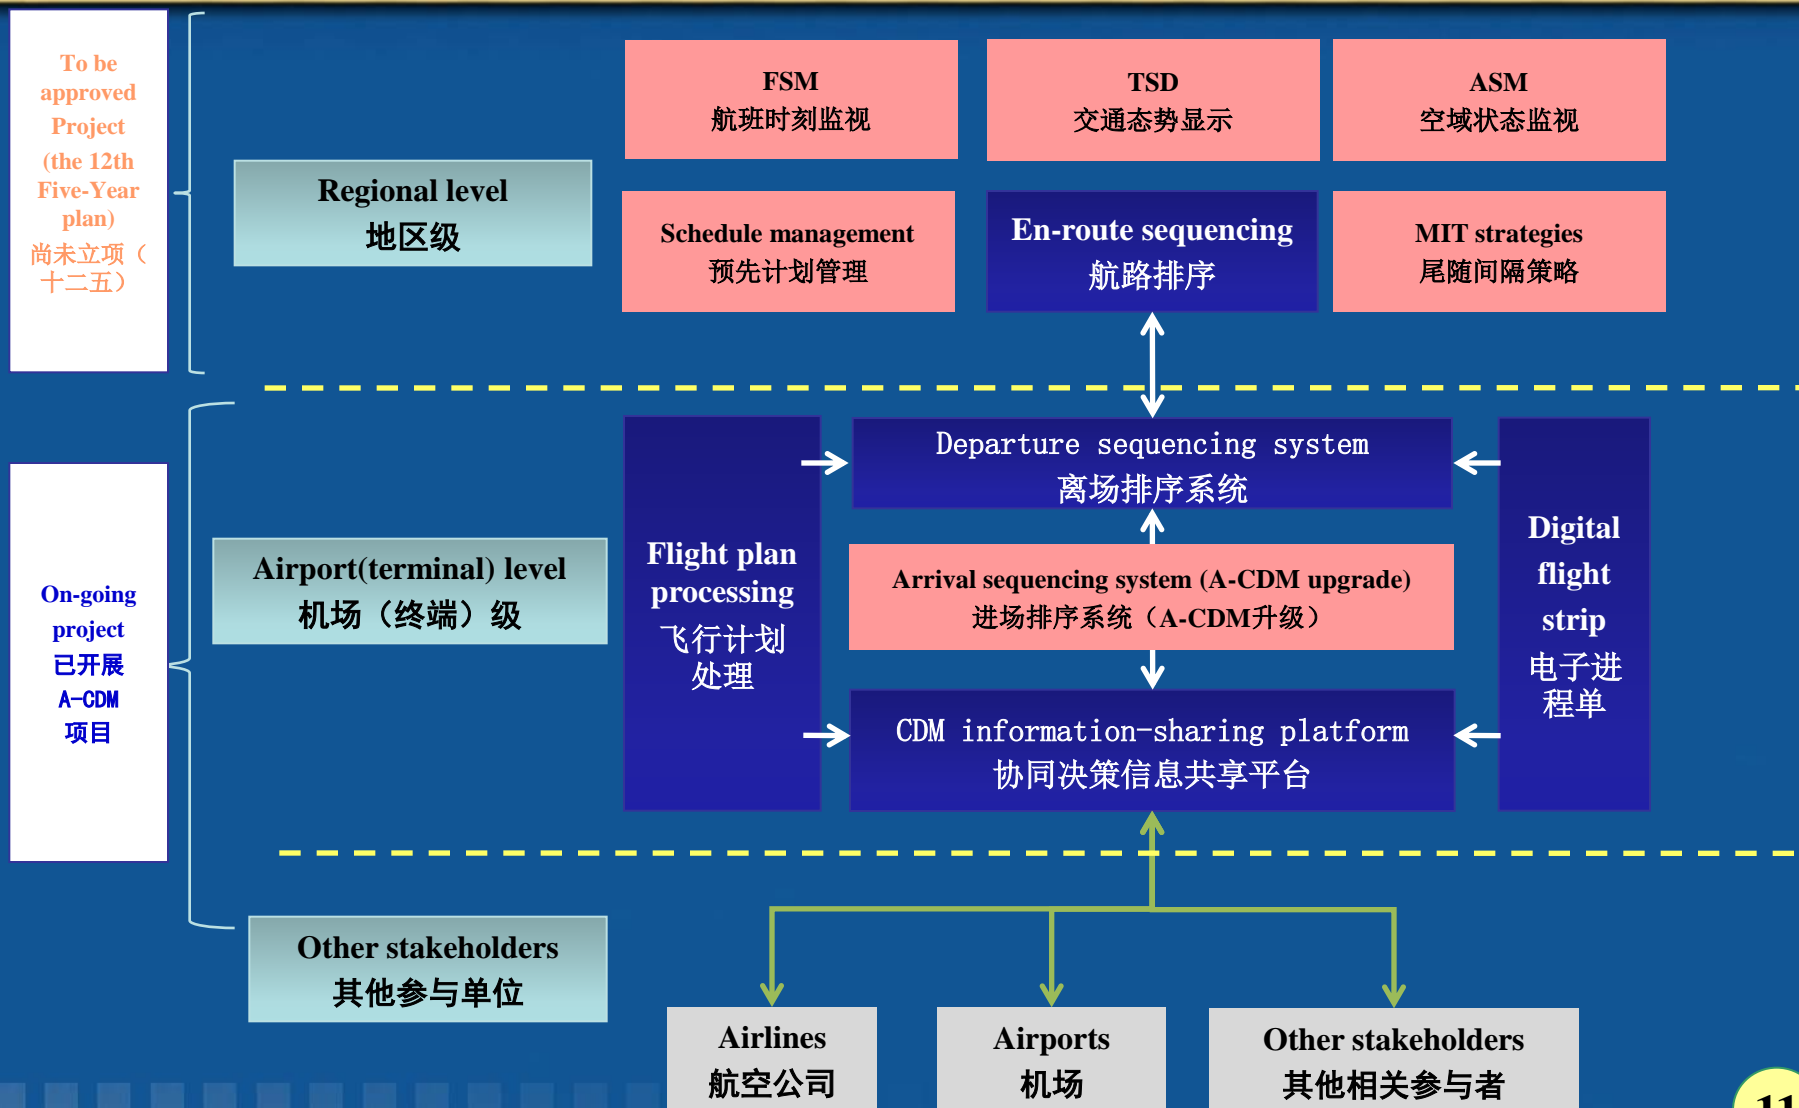 To be
approved
Project
(the 12th
Five-Year
plan)
尚未立项（
十二五）
Regional level
地区级
FSM
航班时刻监视
TSD
交通态势显示
ASM
空域状态监视
Schedule management
预先计划管理
En-route sequencing
航路排序
MIT strategies
尾随间隔策略
On-going
project
已开展
A-CDM
项目
Airport(terminal) level
机场（终端）级
Flight plan
processing
飞行计划
处理
Departure sequencing system
离场排序系统
Arrival sequencing system (A-CDM upgrade)
进场排序系统（A-CDM升级）
CDM information-sharing platform
协同决策信息共享平台
Digital
flight
strip
电子进
程单
Other stakeholders
其他参与单位
Airlines
航空公司
Airports
机场
Other stakeholders
其他相关参与者
11